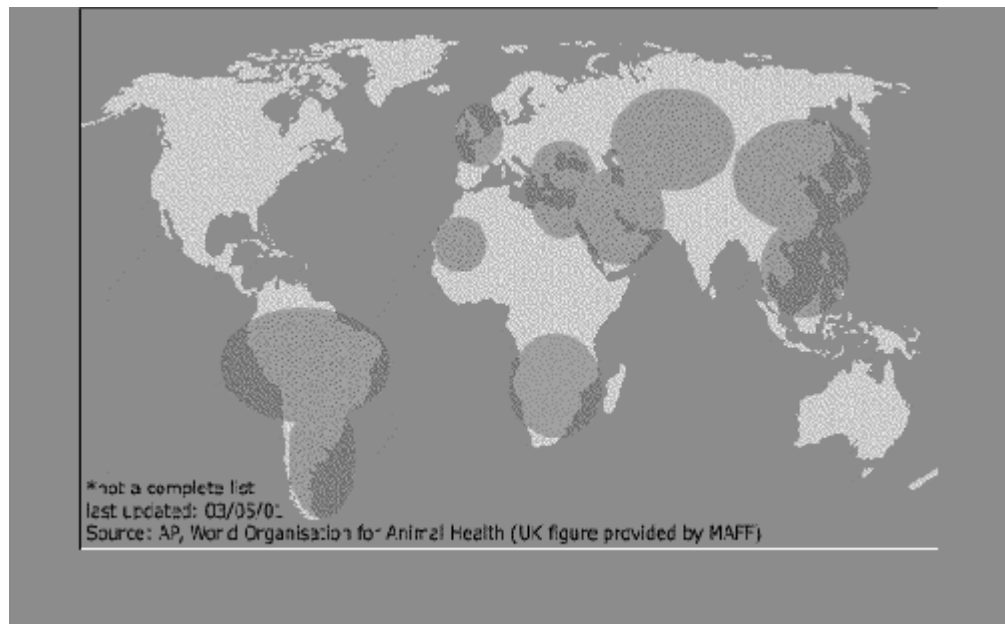 *not a complete list
last updated: 03/05/01
Source: AP, World Organisation for Animal Health (UK figure provided by MAFF)